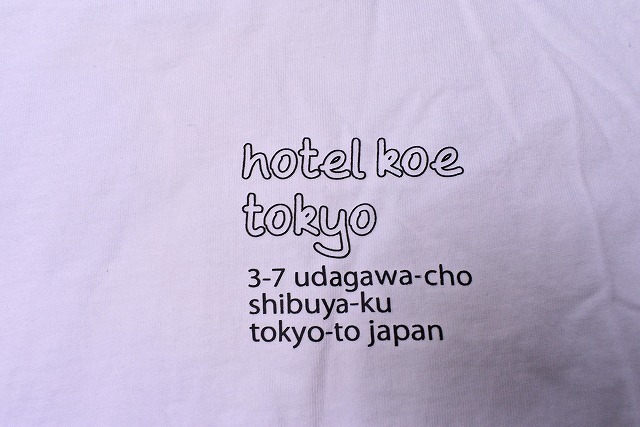 hotel koe
tokyo
3-7 udagawa-cho
shibuya-ku
tokyo-to japan